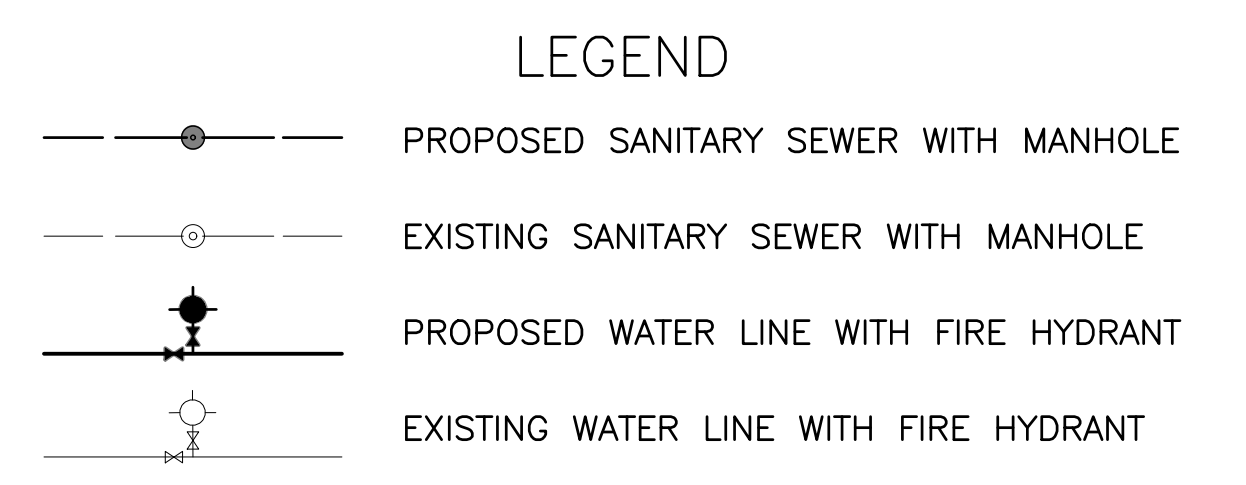 LEGEND
PROPOSED SANITARY SEWER WITH MANHOLE
EXISTING SANITARY SEWER WITH MANHOLE
PROPOSED WATER LINE WITH FIRE HYDRANT
EXISTING WATER LINE WITH FIRE HYDRANT